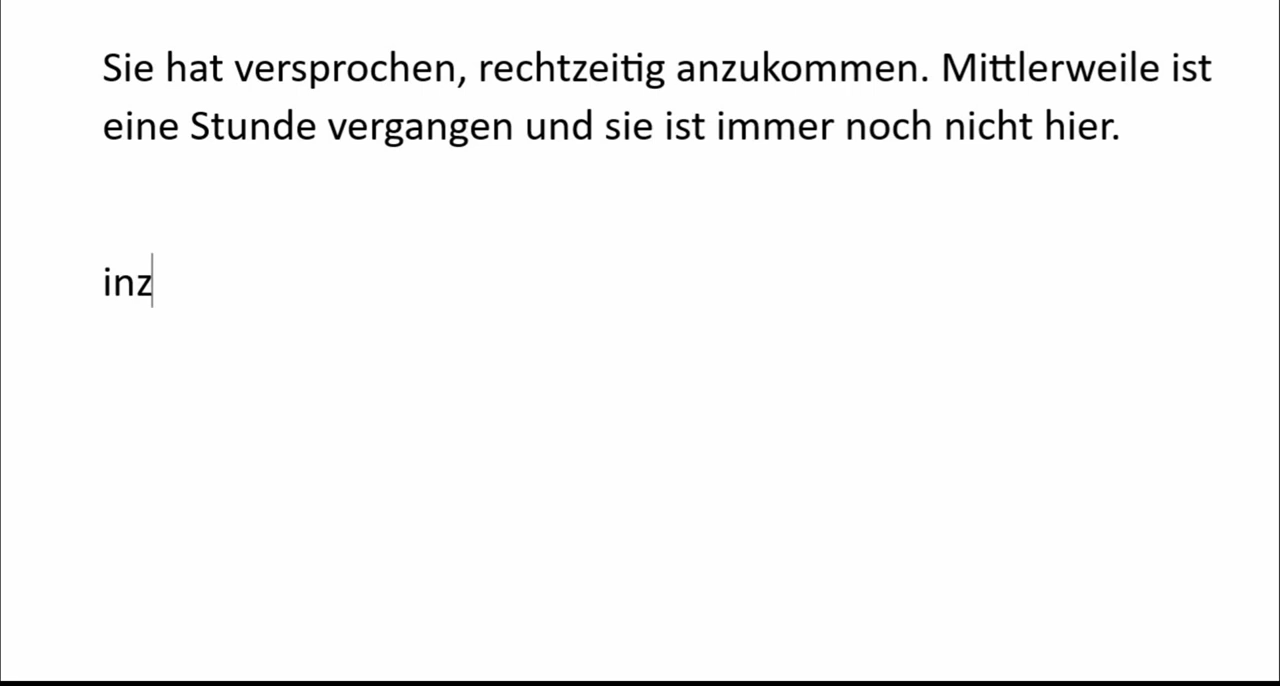 Sie hat versprochen, rechtzeitig anzukommen. Mittlerweile ist
eine Stunde vergangen und sie ist immer noch nicht hier.
inz